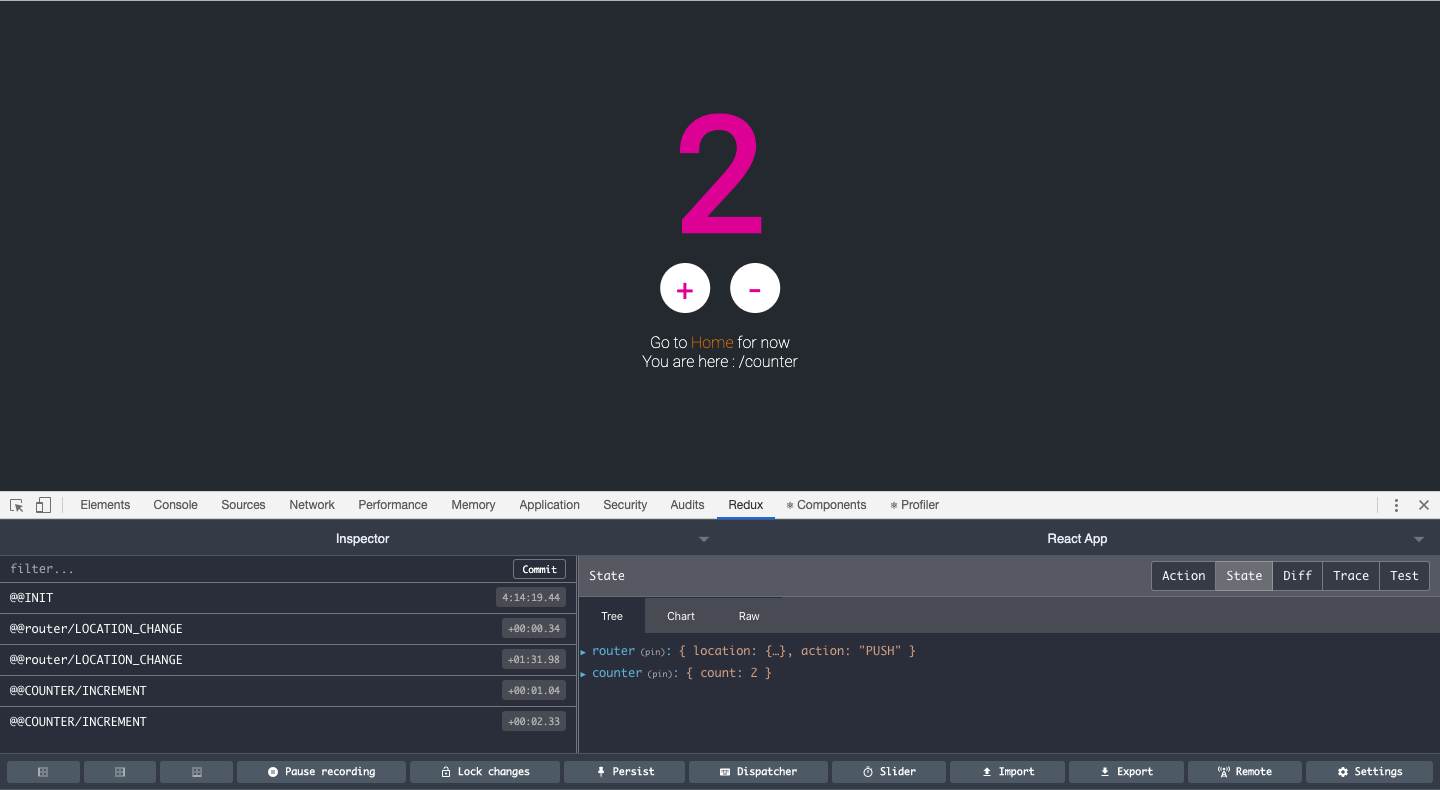 2
+ -
Go to Home for now
You are here : /counter
Elements Console Sources Network Performance Memory Application Security Audits Redux Components Profiler
Inspector React App
filter... Commit
State Action State Diff Trace Test
@@INIT 4:14:19.44
Tree Chart Raw
@@router/LOCATION_CHANGE +00:00.34
router (pin): { location: {…}, action: "PUSH" }
@@router/LOCATION_CHANGE +01:31.98
counter (pin): { count: 2 }
@@COUNTER/INCREMENT +00:01.04
@@COUNTER/INCREMENT +00:02.33
Pause recording Lock changes Persist Dispatcher Slider Import Export Remote Settings